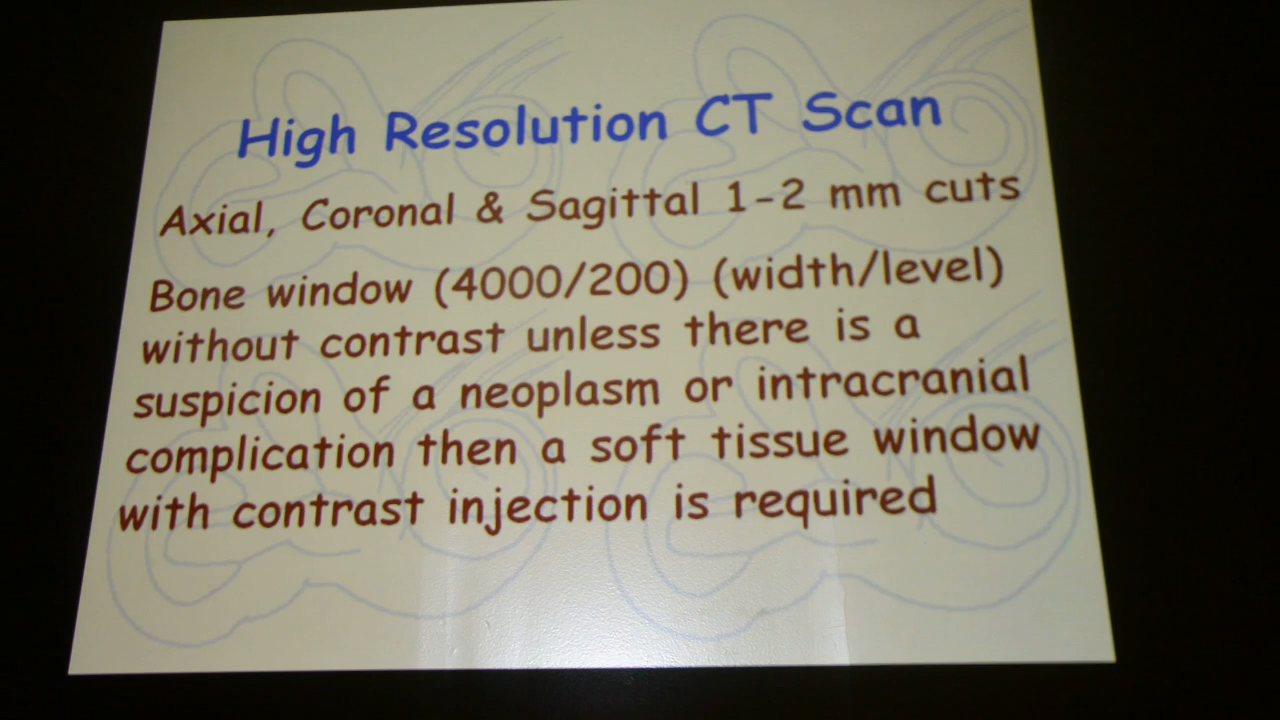 High Resolution CT Scan
Axial, Coronal & Sagittal 1-2 mm cuts
Bone window (4000/200) (width/level)
without contrast unless there is a
suspicion of a neoplasm or intracranial
complication then a soft tissue window
with contrast injection is required